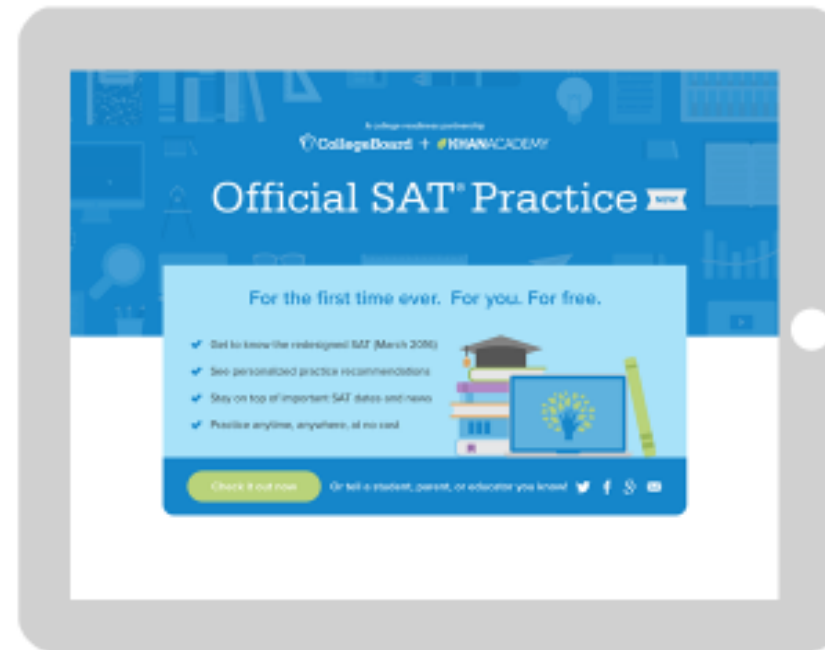 A college readiness partnership
CollegeBoard + KHANACADEMY
Official SAT® Practice NOW
For the first time ever. For you. For free.
Get to know the redesigned SAT (March 2016)
See personalized practice recommendations
Stay on top of important SAT dates and news
Practice anytime, anywhere, at no cost
Check it out now Or tell a student, parent, or educator you know!